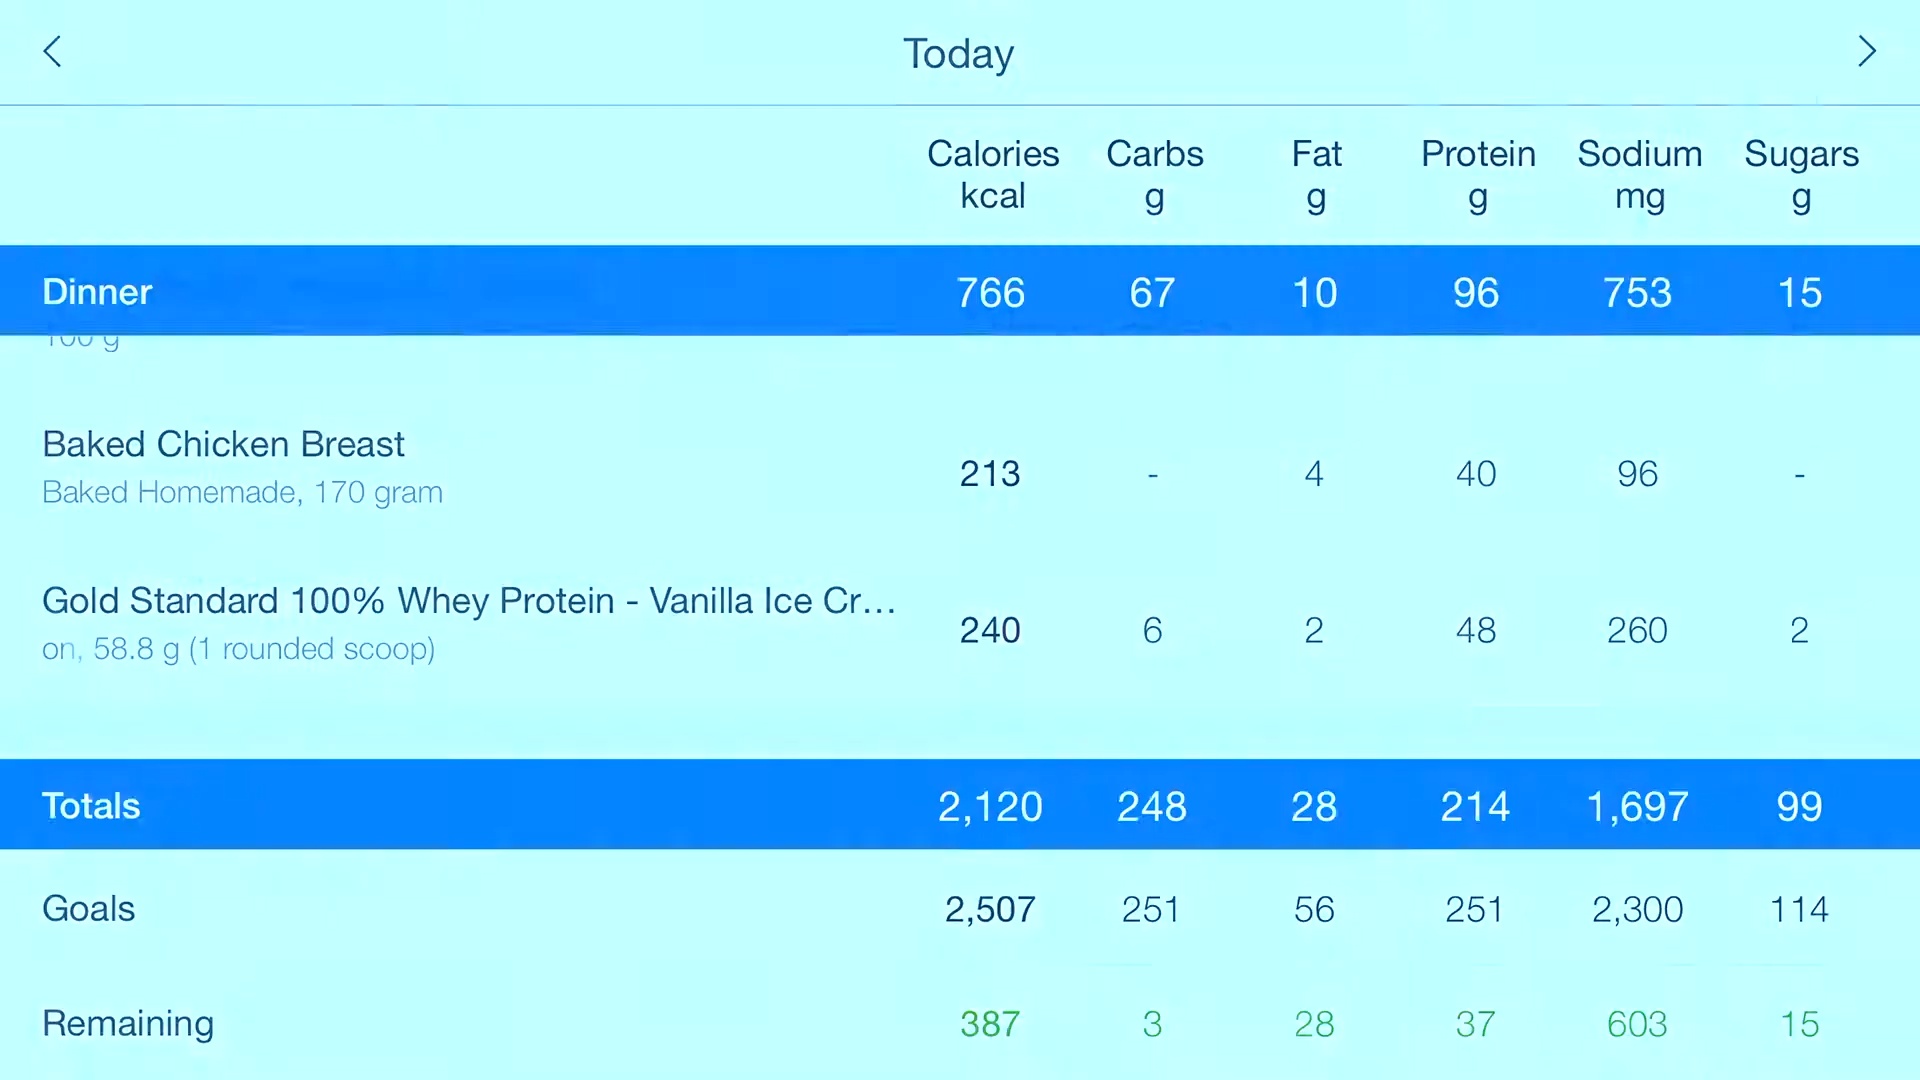 Today
Calories Carbs Fat Protein Sodium Sugars
kcal g g g mg g
Dinner 766 67 10 96 753 15
100 g
Baked Chicken Breast
Baked Homemade, 170 gram
213 - 4 40 96 -
Gold Standard 100% Whey Protein - Vanilla Ice Cr...
on, 58.8 g (1 rounded scoop)
240 6 2 48 260 2
Totals 2,120 248 28 214 1,697 99
Goals 2,507 251 56 251 2,300 114
Remaining 387 3 28 37 603 15